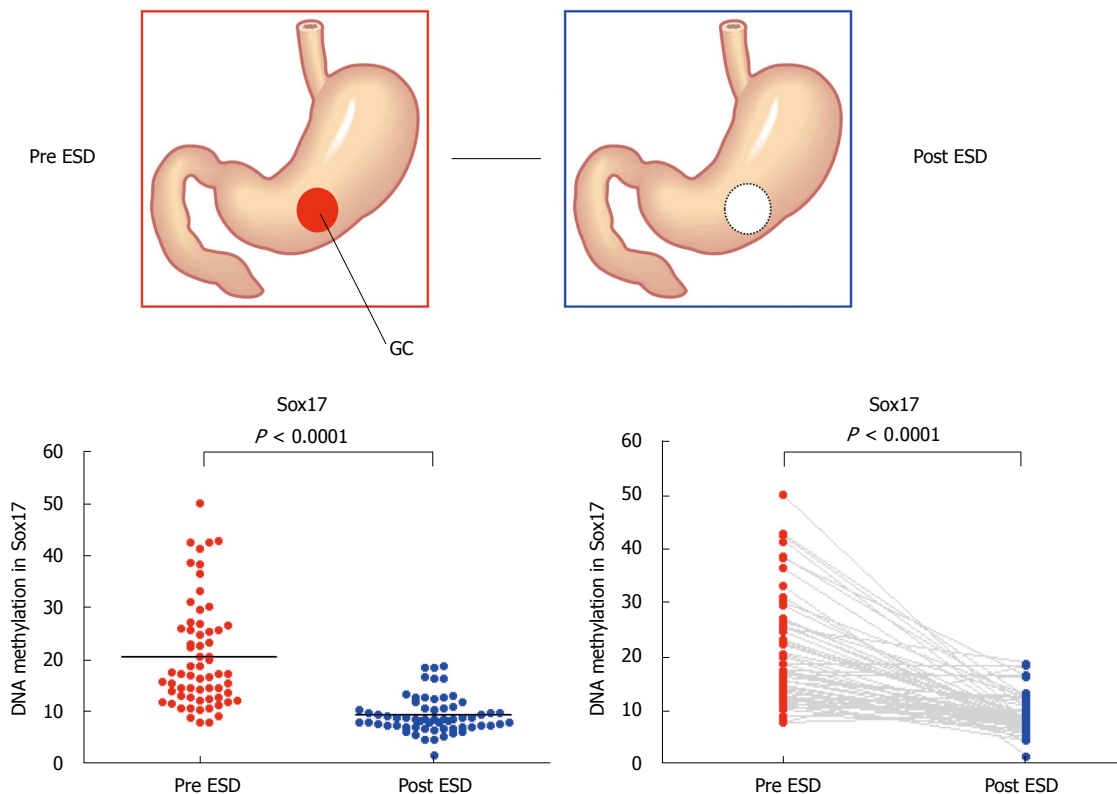 Pre ESD
Post ESD
GC
Sox17
P < 0.0001
60
50
40
30
20
10
0
DNA methylation in Sox17
Pre ESD
Post ESD
Sox17
P < 0.0001
60
50
40
30
20
10
0
DNA methylation in Sox17
Pre ESD
Post ESD